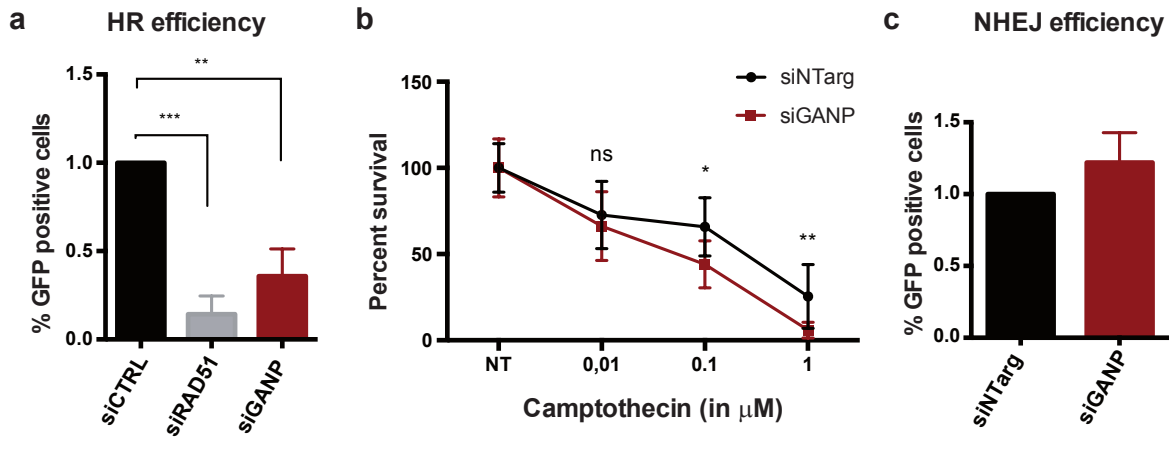 a
HR efficiency
% GFP positive cells
1.5
1.0
0.5
0.0
**
***
siCTRL
siRAD51
siGANP
b
siNTarg
siGANP
Percent survival
150
100
50
0
ns
*
**
NT
0,01
0.1
1
Camptothecin (in μM)
c
NHEJ efficiency
% GFP positive cells
1.5
1.0
0.5
0.0
siNTarg
siGANP